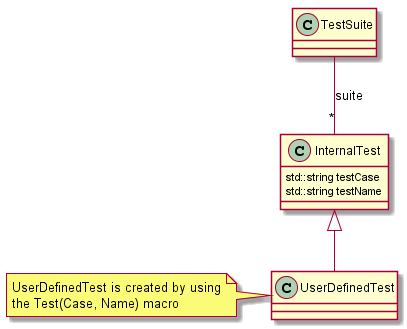 C TestSuite
suite
*
C InternalTest
std::string testCase
std::string testName
UserDefinedTest is created by using
the Test(Case, Name) macro
C UserDefinedTest